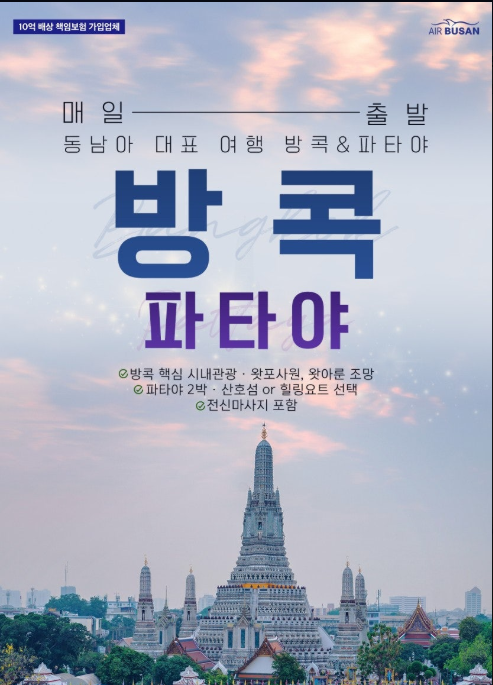 10억 배상 책임보험 가입업체
AIR BUSAN
매일 출발
동남아 대표 여행 방콕&파타야
Bangkok
방콕
Pattaya
파타야
방콕 핵심 시내관광 · 왓포사원, 왓아룬 조망
파타야 2박 · 산호섬 or 힐링요트 선택
전신마사지 포함